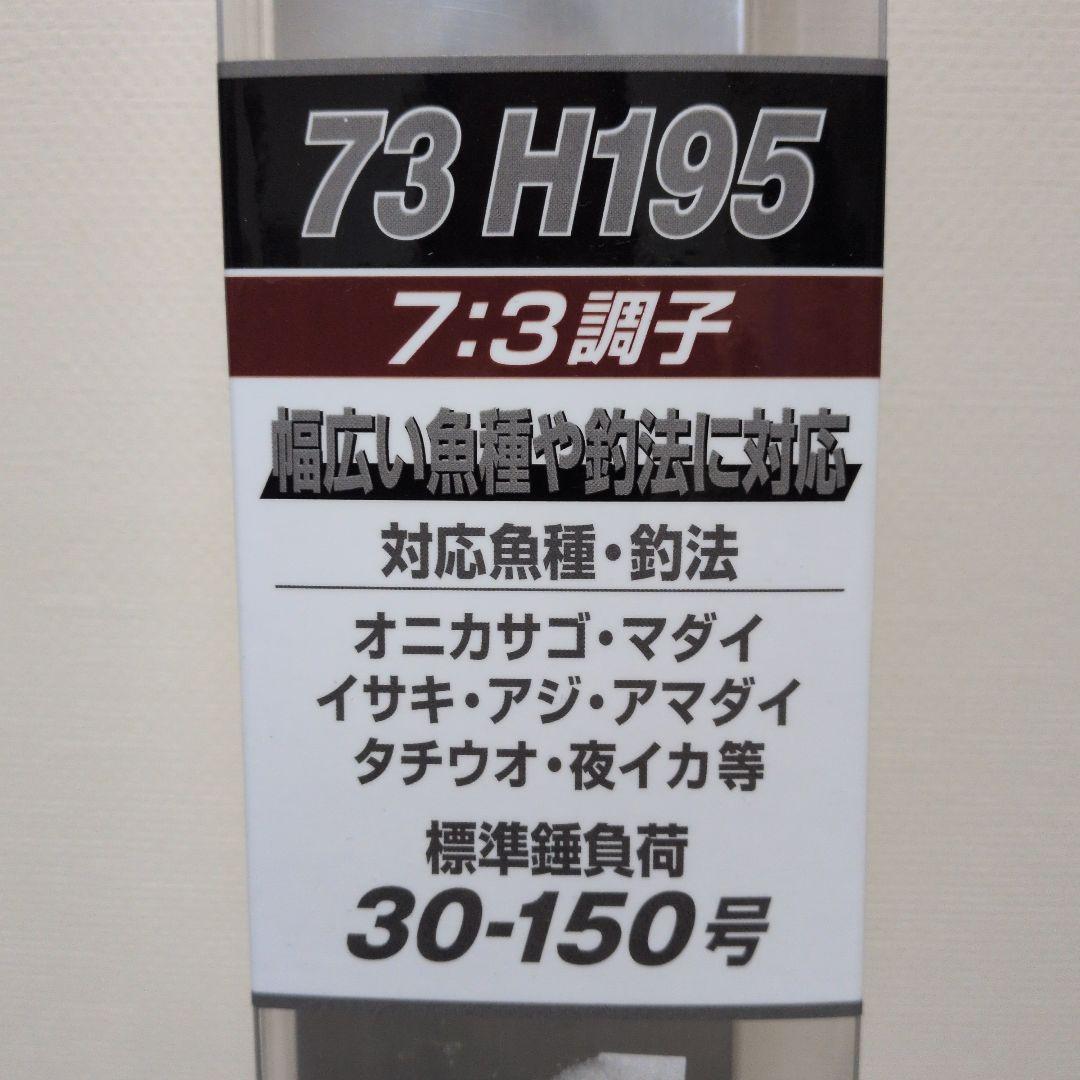 73 H195
7:3調子
幅広い魚種や釣法に対応
対応魚種・釣法
オニカサゴ・マダイ
イサキ・アジ・アマダイ
タチウオ・夜イカ等
標準錘負荷
30-150号